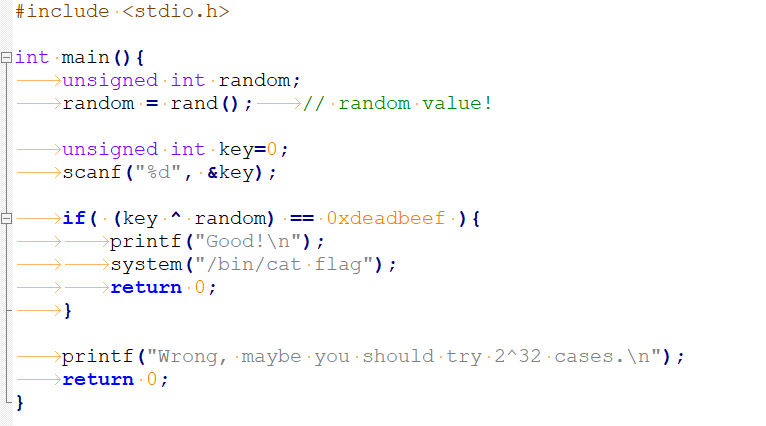 #include <stdio.h>
int main(){
unsigned int random;
random = rand(); // random value!
unsigned int key=0;
scanf("%d", &key);
if( (key ^ random) == 0xdeadbeef ){
printf("Good!\n");
system("/bin/cat flag");
return 0;
}
printf("Wrong, maybe you should try 2^32 cases.\n");
return 0;
}